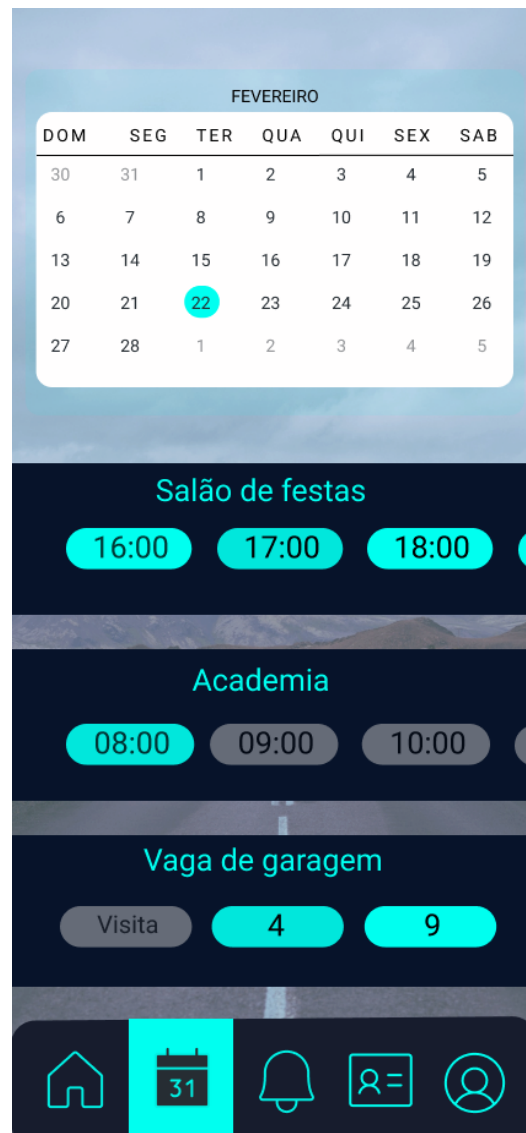 FEVEREIRO
DOM SEG TER QUA QUI SEX SAB
30 31 1 2 3 4 5
6 7 8 9 10 11 12
13 14 15 16 17 18 19
20 21 22 23 24 25 26
27 28 1 2 3 4 5
Salão de festas
16:00 17:00 18:00
Academia
08:00 09:00 10:00
Vaga de garagem
Visita 4 9
31